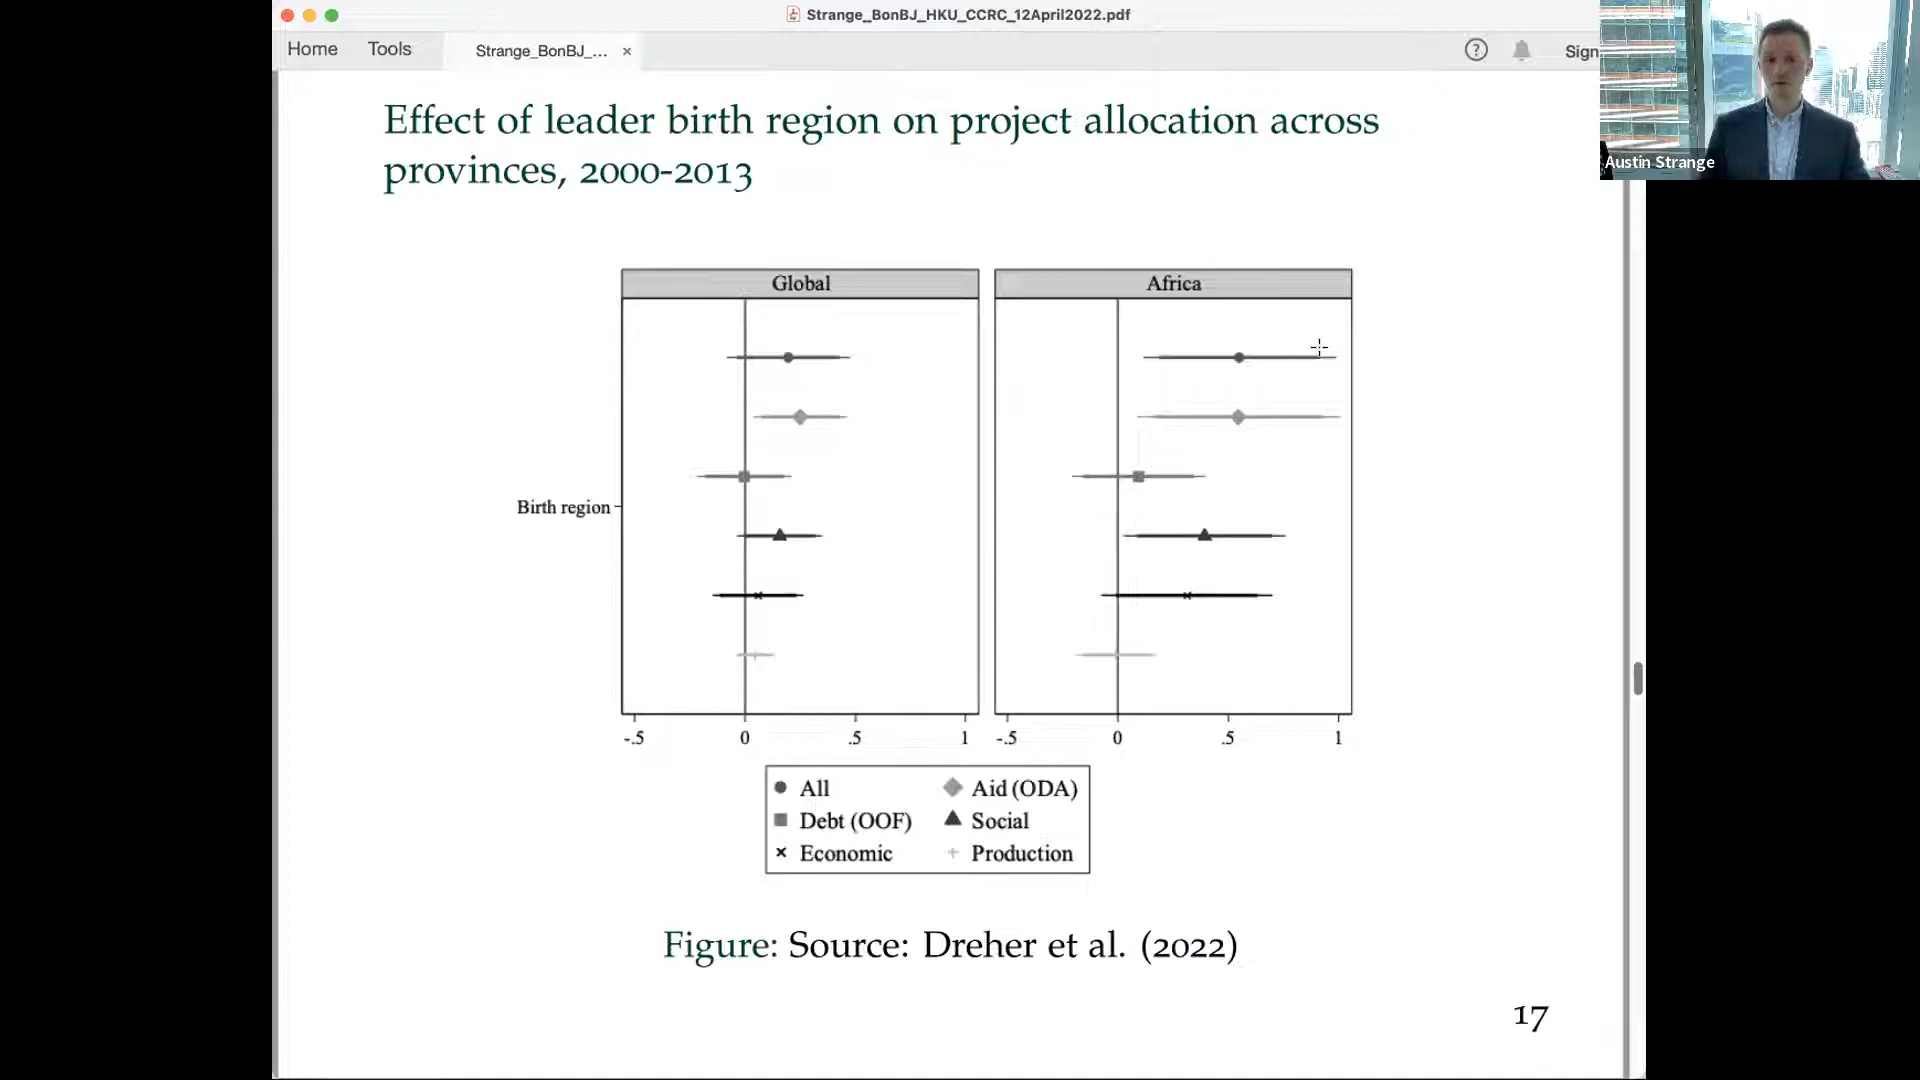 Strange_BonBJ_HKU_CCRC_12April2022.pdf
Home Tools Strange_BonBJ_... × ? Sign
Austin Strange
Effect of leader birth region on project allocation across
provinces, 2000-2013
Global Africa
Birth region
-.5 0 .5 1 -.5 0 .5 1
All Aid (ODA)
Debt (OOF) Social
Economic Production
Figure: Source: Dreher et al. (2022)
17